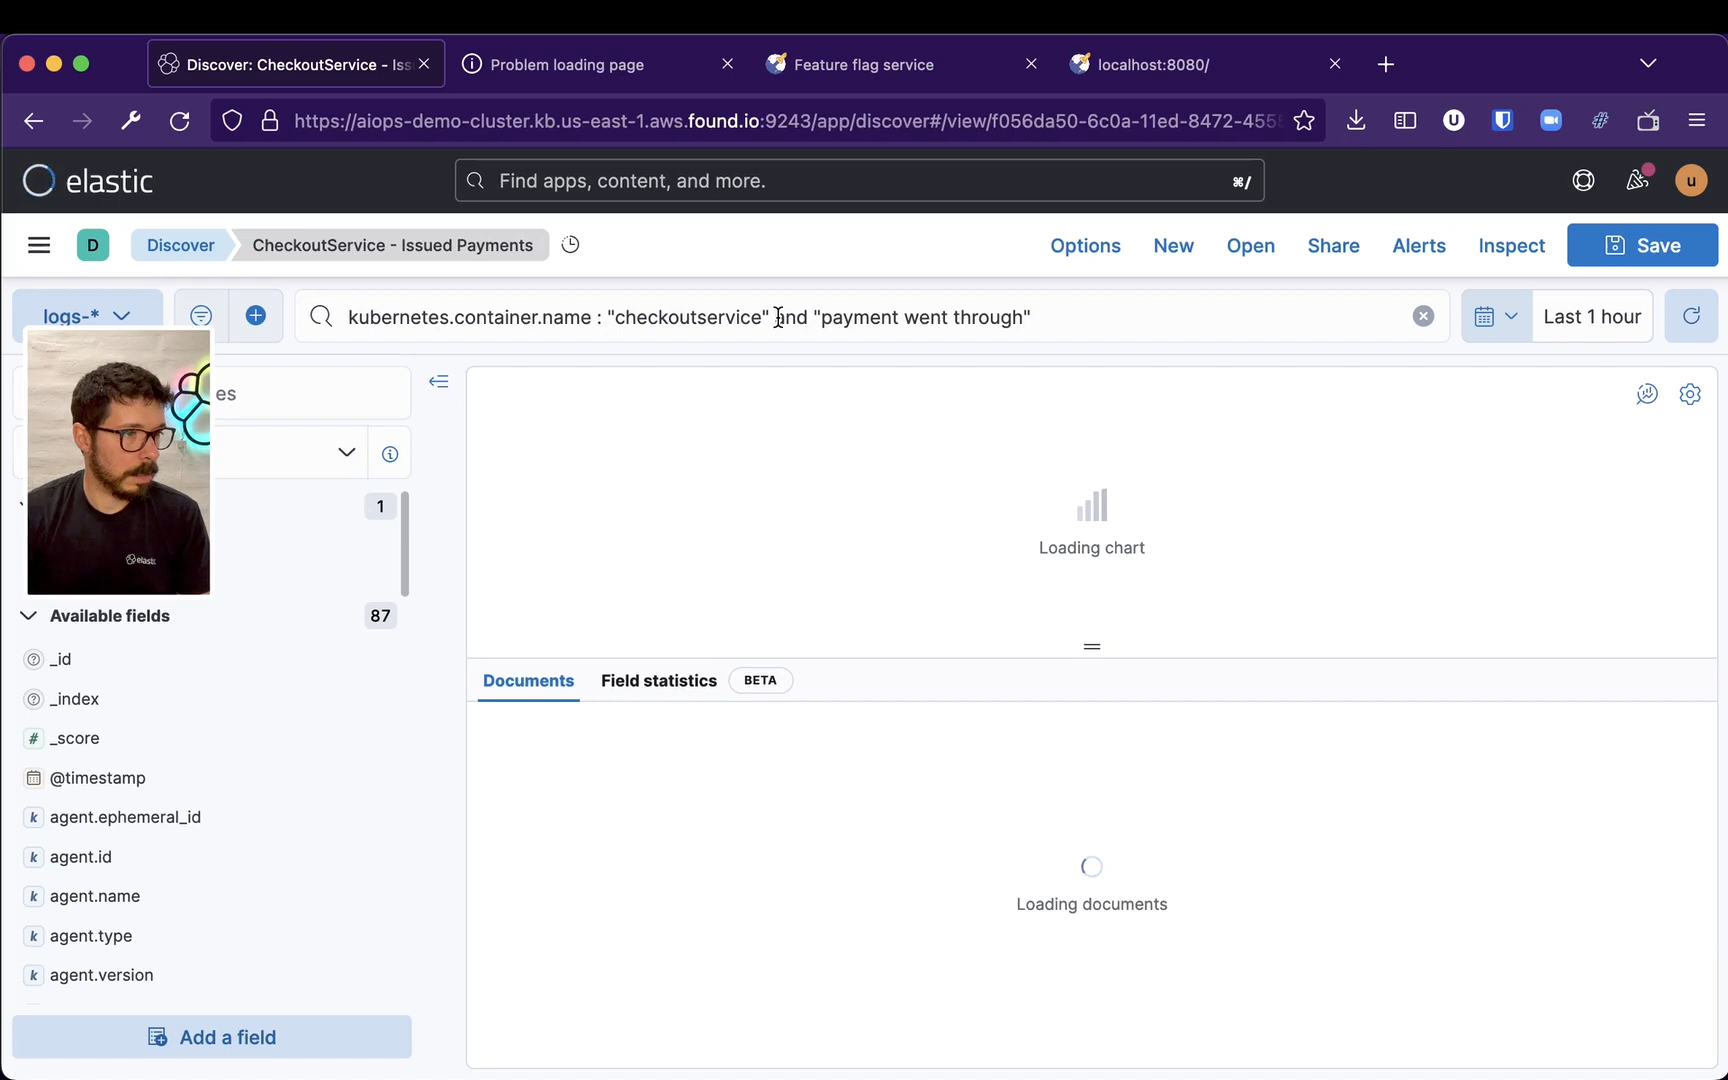 Discover: CheckoutService - Iss
Problem loading page
Feature flag service
localhost:8080/
https://aiops-demo-cluster.kb.us-east-1.aws.found.io:9243/app/discover#/view/f056da50-6c0a-11ed-8472-455
elastic
Find apps, content, and more.
⌘/
u
D
Discover
CheckoutService - Issued Payments
Options
New
Open
Share
Alerts
Inspect
Save
logs-*
kubernetes.container.name : "checkoutservice" and "payment went through"
Last 1 hour
es
1
Loading chart
Available fields
87
Documents
Field statistics
BETA
_id
_index
# _score
@timestamp
k agent.ephemeral_id
k agent.id
k agent.name
k agent.type
k agent.version
Loading documents
Add a field
elastic